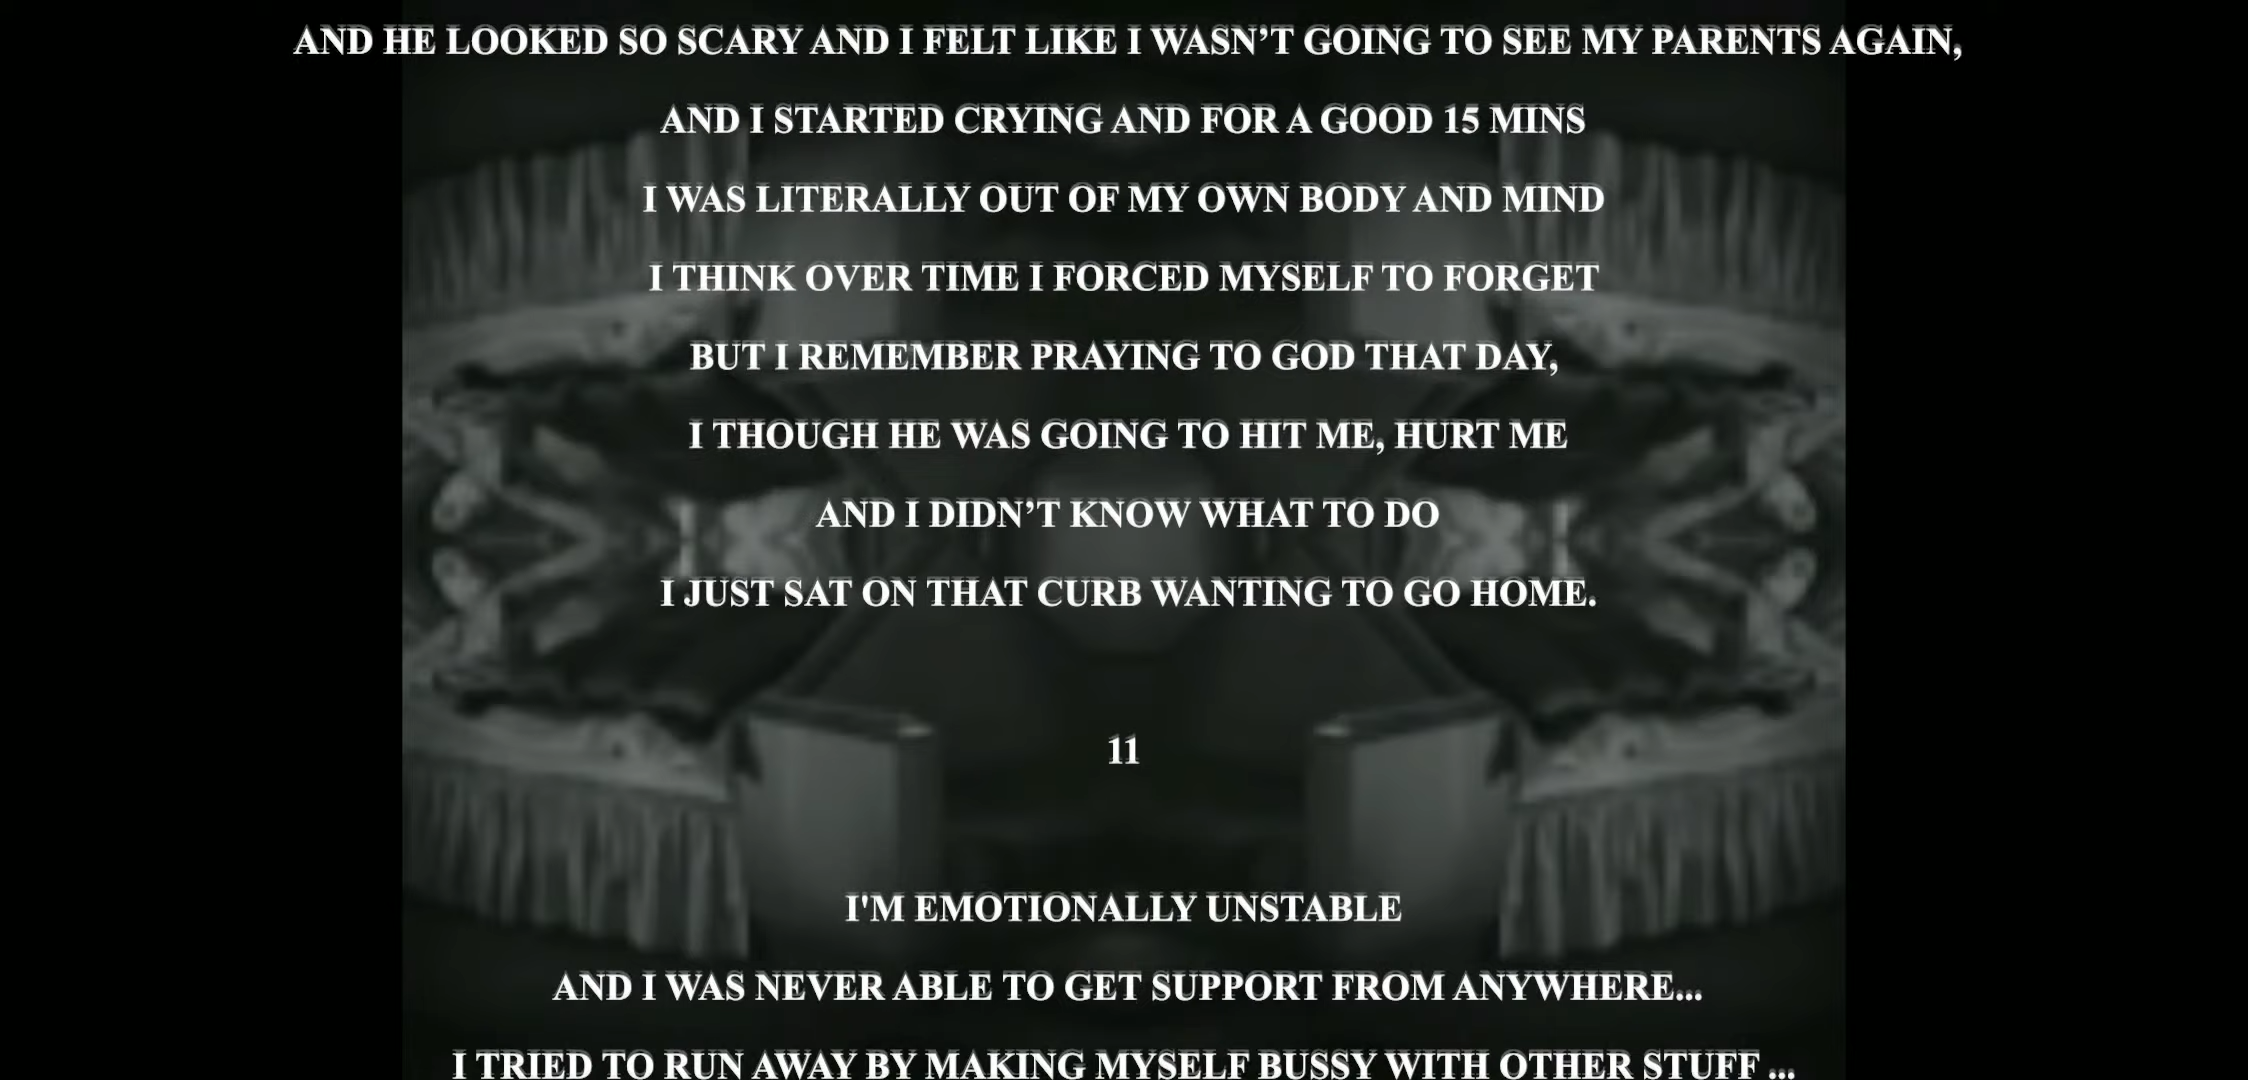 AND HE LOOKED SO SCARY AND I FELT LIKE I WASN’T GOING TO SEE MY PARENTS AGAIN,
AND I STARTED CRYING AND FOR A GOOD 15 MINS
I WAS LITERALLY OUT OF MY OWN BODY AND MIND
I THINK OVER TIME I FORCED MYSELF TO FORGET
BUT I REMEMBER PRAYING TO GOD THAT DAY,
I THOUGH HE WAS GOING TO HIT ME, HURT ME
AND I DIDN’T KNOW WHAT TO DO
I JUST SAT ON THAT CURB WANTING TO GO HOME.
11
I'M EMOTIONALLY UNSTABLE
AND I WAS NEVER ABLE TO GET SUPPORT FROM ANYWHERE...
I TRIED TO RUN AWAY BY MAKING MYSELF BUSSY WITH OTHER STUFF ...